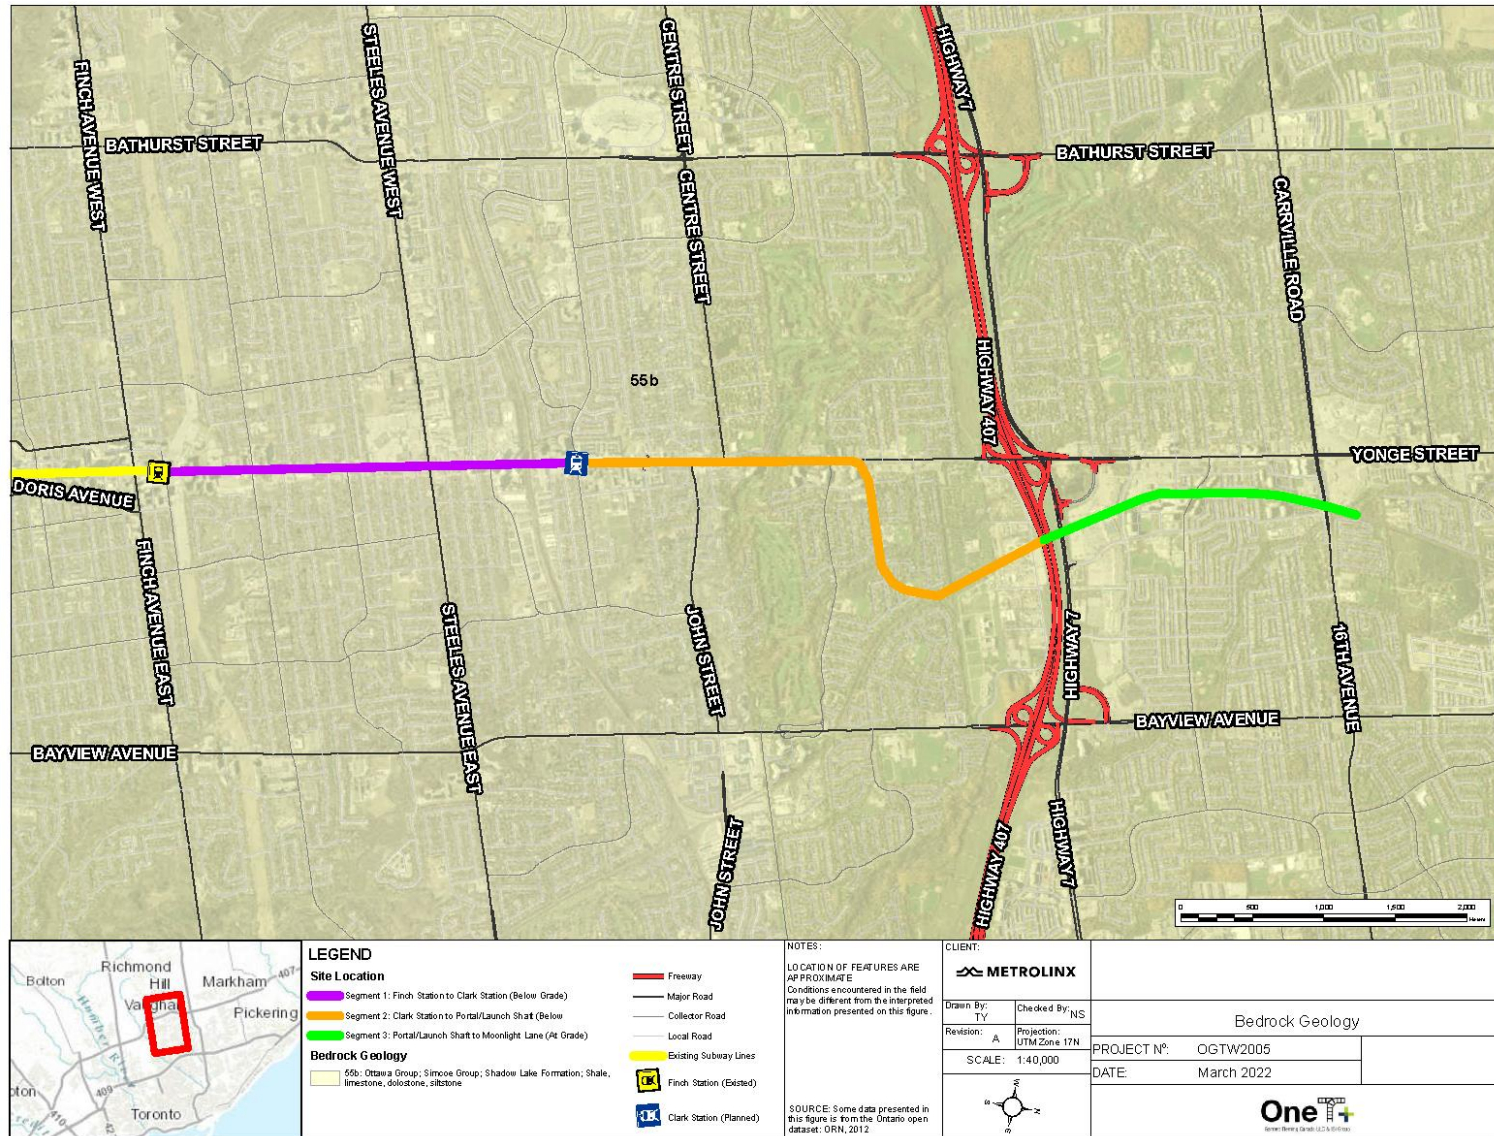 FINCH AVENUE WEST
STEELES AVENUE WEST
CENTRE STREET
HIGHWAY 7
BATHURST STREET
BATHURST STREET
CENTRE STREET
CARRVILLE ROAD
HIGHWAY 407
55b
YONGE STREET
DORIS AVENUE
FINCH AVENUE EAST
STEELES AVENUE EAST
JOHN STREET
HIGHWAY 7
16TH AVENUE
BAYVIEW AVENUE
BAYVIEW AVENUE
JOHN STREET
HIGHWAY 407
HIGHWAY 7
0 500 1,000 1,500 2,000
Meters
Bolton
Richmond
Hill
Markham
407
Vaughan
Pickering
Humber River
409
410
Toronto
LEGEND
Site Location
Segment 1: Finch Station to Clark Station (Below Grade)
Segment 2: Clark Station to Portal/Launch Shaft (Below
Segment 3: Portal/Launch Shaft to Moonlight Lane (At Grade)
Bedrock Geology
55b: Ottawa Group; Simcoe Group; Shadow Lake Formation; Shale,
limestone, dolostone, siltstone
Freeway
Major Road
Collector Road
Local Road
Existing Subway Lines
Finch Station (Existed)
Clark Station (Planned)
NOTES:
LOCATION OF FEATURES ARE
APPROXIMATE
Conditions encountered in the field
may be different from the interpreted
information presented on this figure.
SOURCE: Some data presented in
this figure is from the Ontario open
dataset: ORN, 2012
CLIENT:
METROLINX
Drawn By:
TY
Checked By:
NS
Revision:
A
Projection:
UTM Zone 17N
SCALE: 1:40,000
W
N
S
E
Bedrock Geology
PROJECT Nº: OGTW2005
DATE: March 2022
One T+